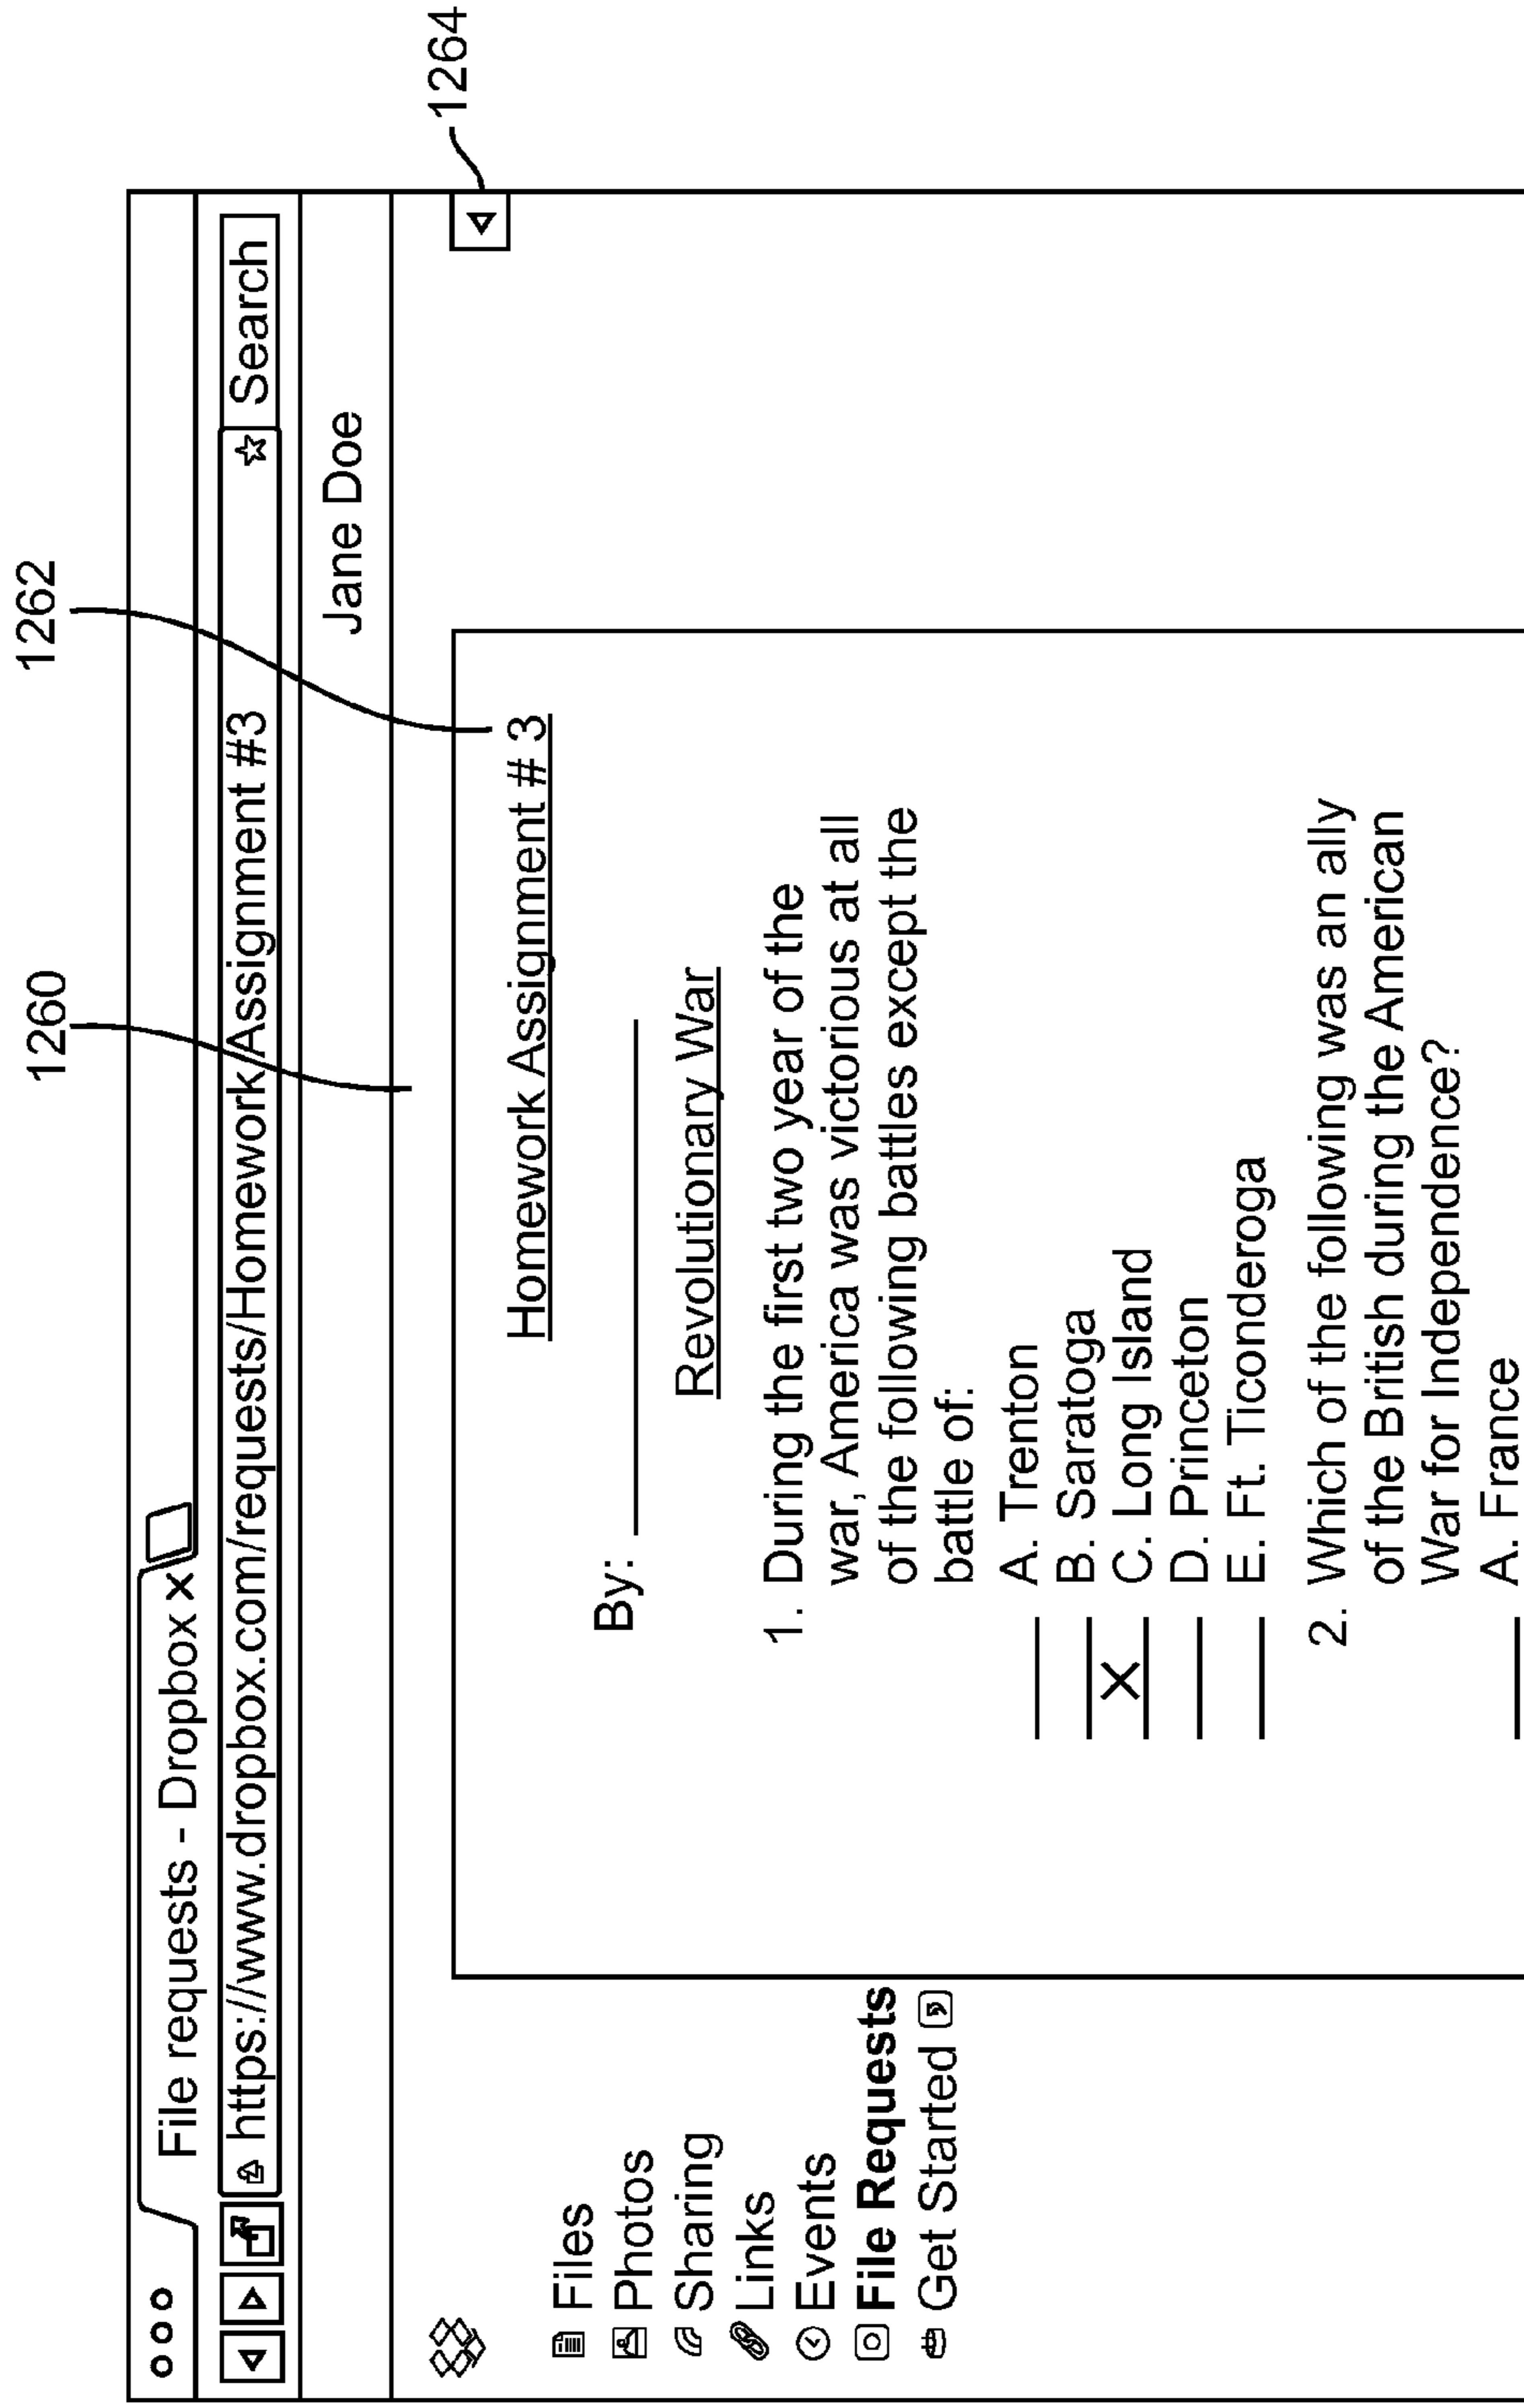 1260
1262
File requests - Dropbox X
https://www.dropbox.com/requests/Homework/Assignment #3
Search
Jane Doe
1264
Files
Photos
Sharing
Links
Events
File Requests
Get Started
Homework Assignment # 3
By:
Revolutionary War
1. During the first two year of the
war, America was victorious at all
of the following battles except the
battle of:
A. Trenton
B. Saratoga
X C. Long Island
D. Princeton
E. Ft. Ticonderoga
2. Which of the following was an ally
of the British during the American
War for Independence?
A. France